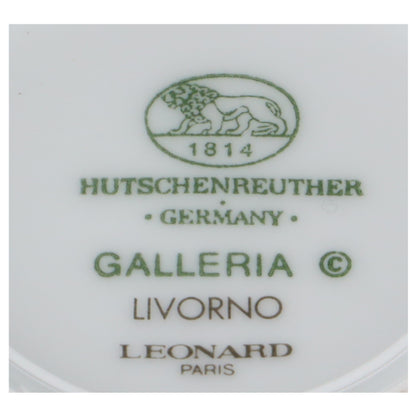 1814
HUTSCHENREUTHER
· GERMANY ·
GALLERIA ©
LIVORNO
LEONARD
PARIS